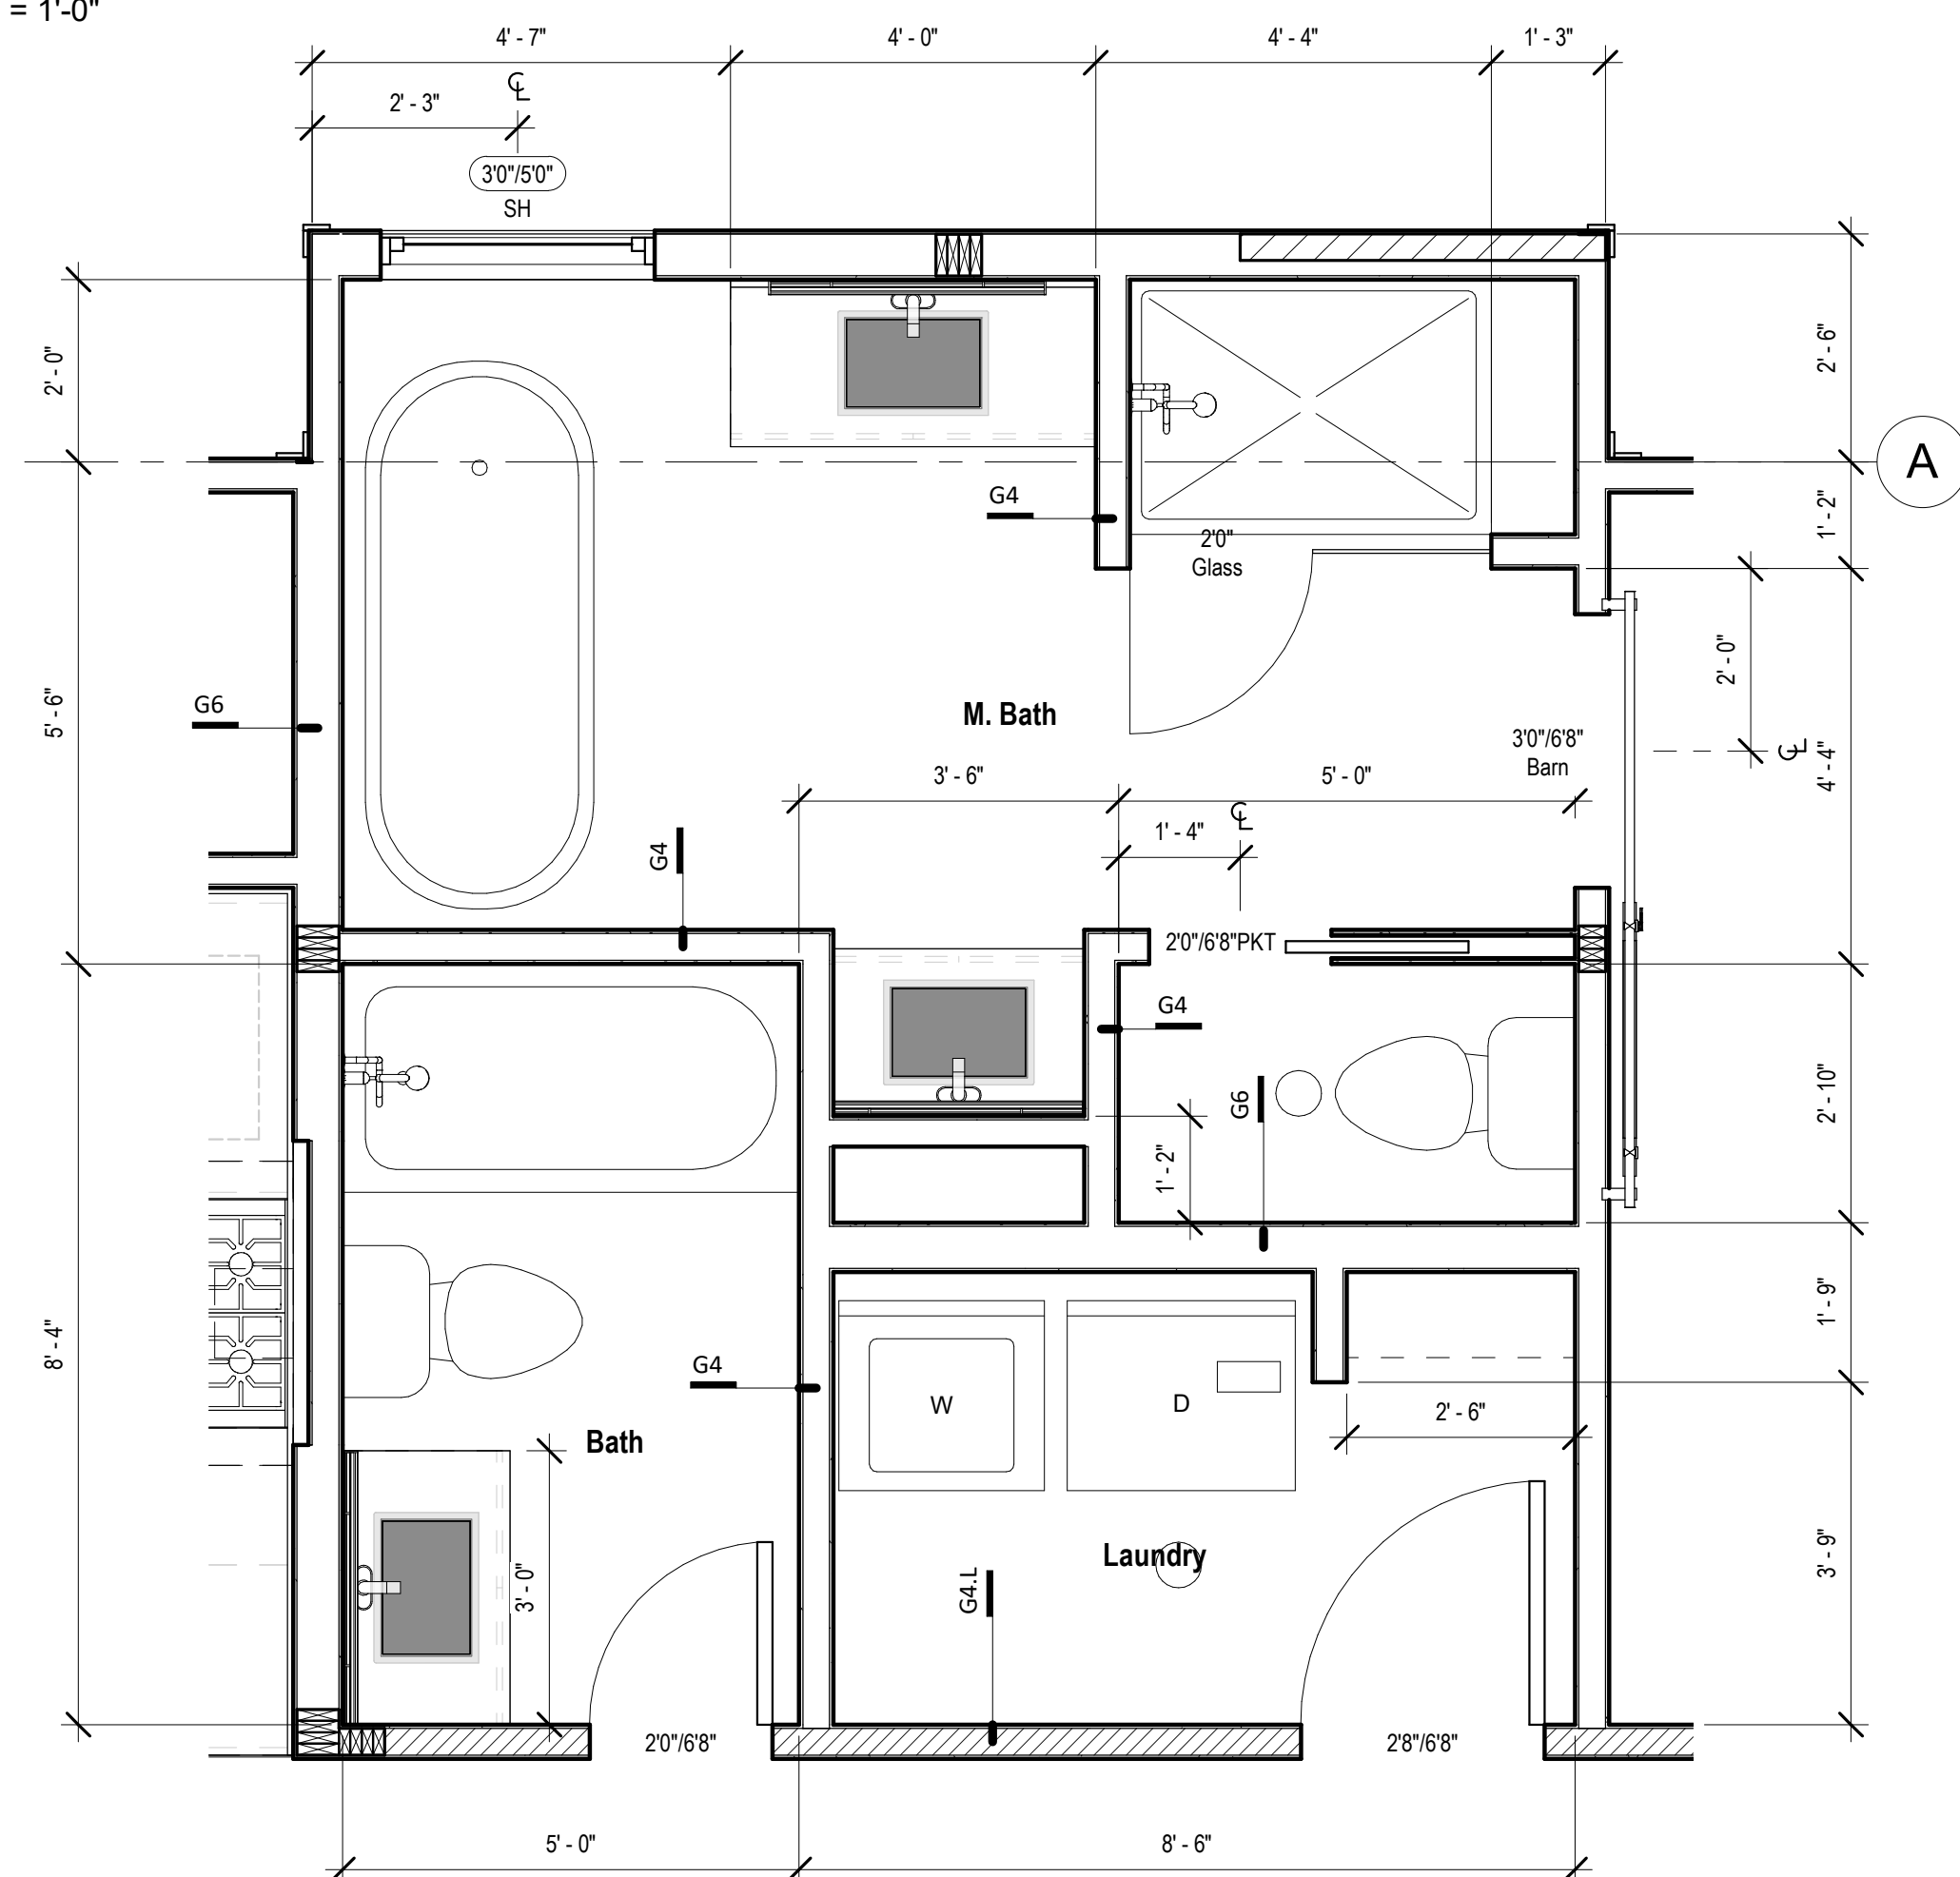 = 1'-0"
4' - 7"
4' - 0"
4' - 4"
1' - 3"
2' - 3"
3'0"/5'0"
SH
2' - 0"
2' - 6"
A
G4
1' - 2"
2'0"
Glass
2' - 0"
5' - 6"
G6
M. Bath
3'0"/6'8"
Barn
4' - 4"
3' - 6"
5' - 0"
1' - 4"
G4
2'0"/6'8"PKT
G4
G6
2' - 10"
1' - 2"
1' - 9"
8' - 4"
G4
W
D
2' - 6"
Bath
Laundry
3' - 0"
G4.L
3' - 9"
2'0"/6'8"
2'8"/6'8"
5' - 0"
8' - 6"